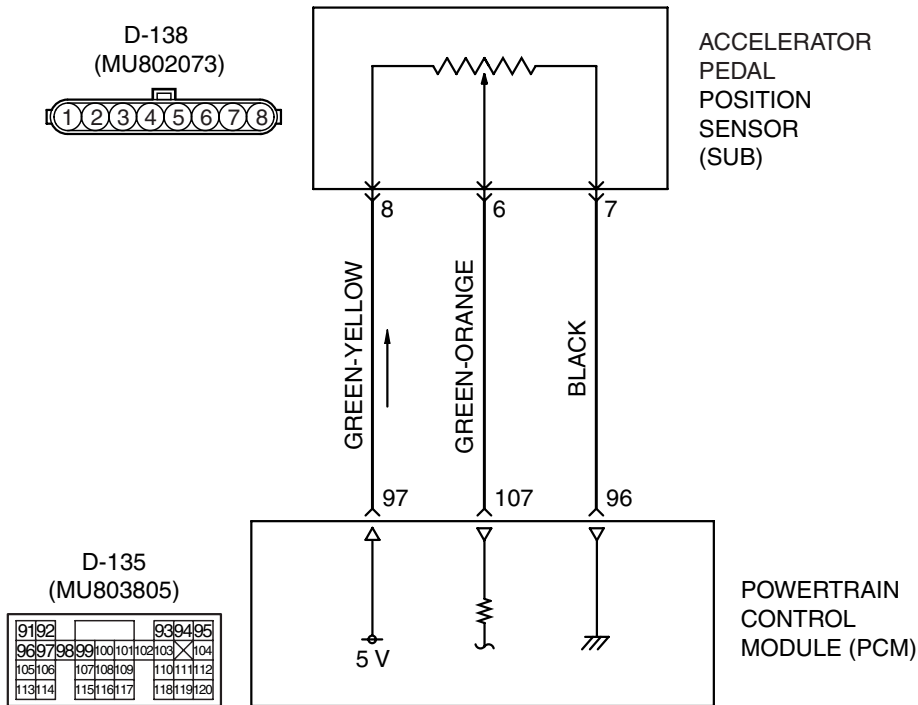 D-138
(MU802073)
1 2 3 4 5 6 7 8
ACCELERATOR
PEDAL
POSITION
SENSOR
(SUB)
8
6
7
GREEN-YELLOW
GREEN-ORANGE
BLACK
97
107
96
D-135
(MU803805)
91 92 93 94 95
96 97 98 99 100 101 102 103 104
105 106 107 108 109 110 111 112
113 114 115 116 117 118 119 120
5 V
POWERTRAIN
CONTROL
MODULE (PCM)